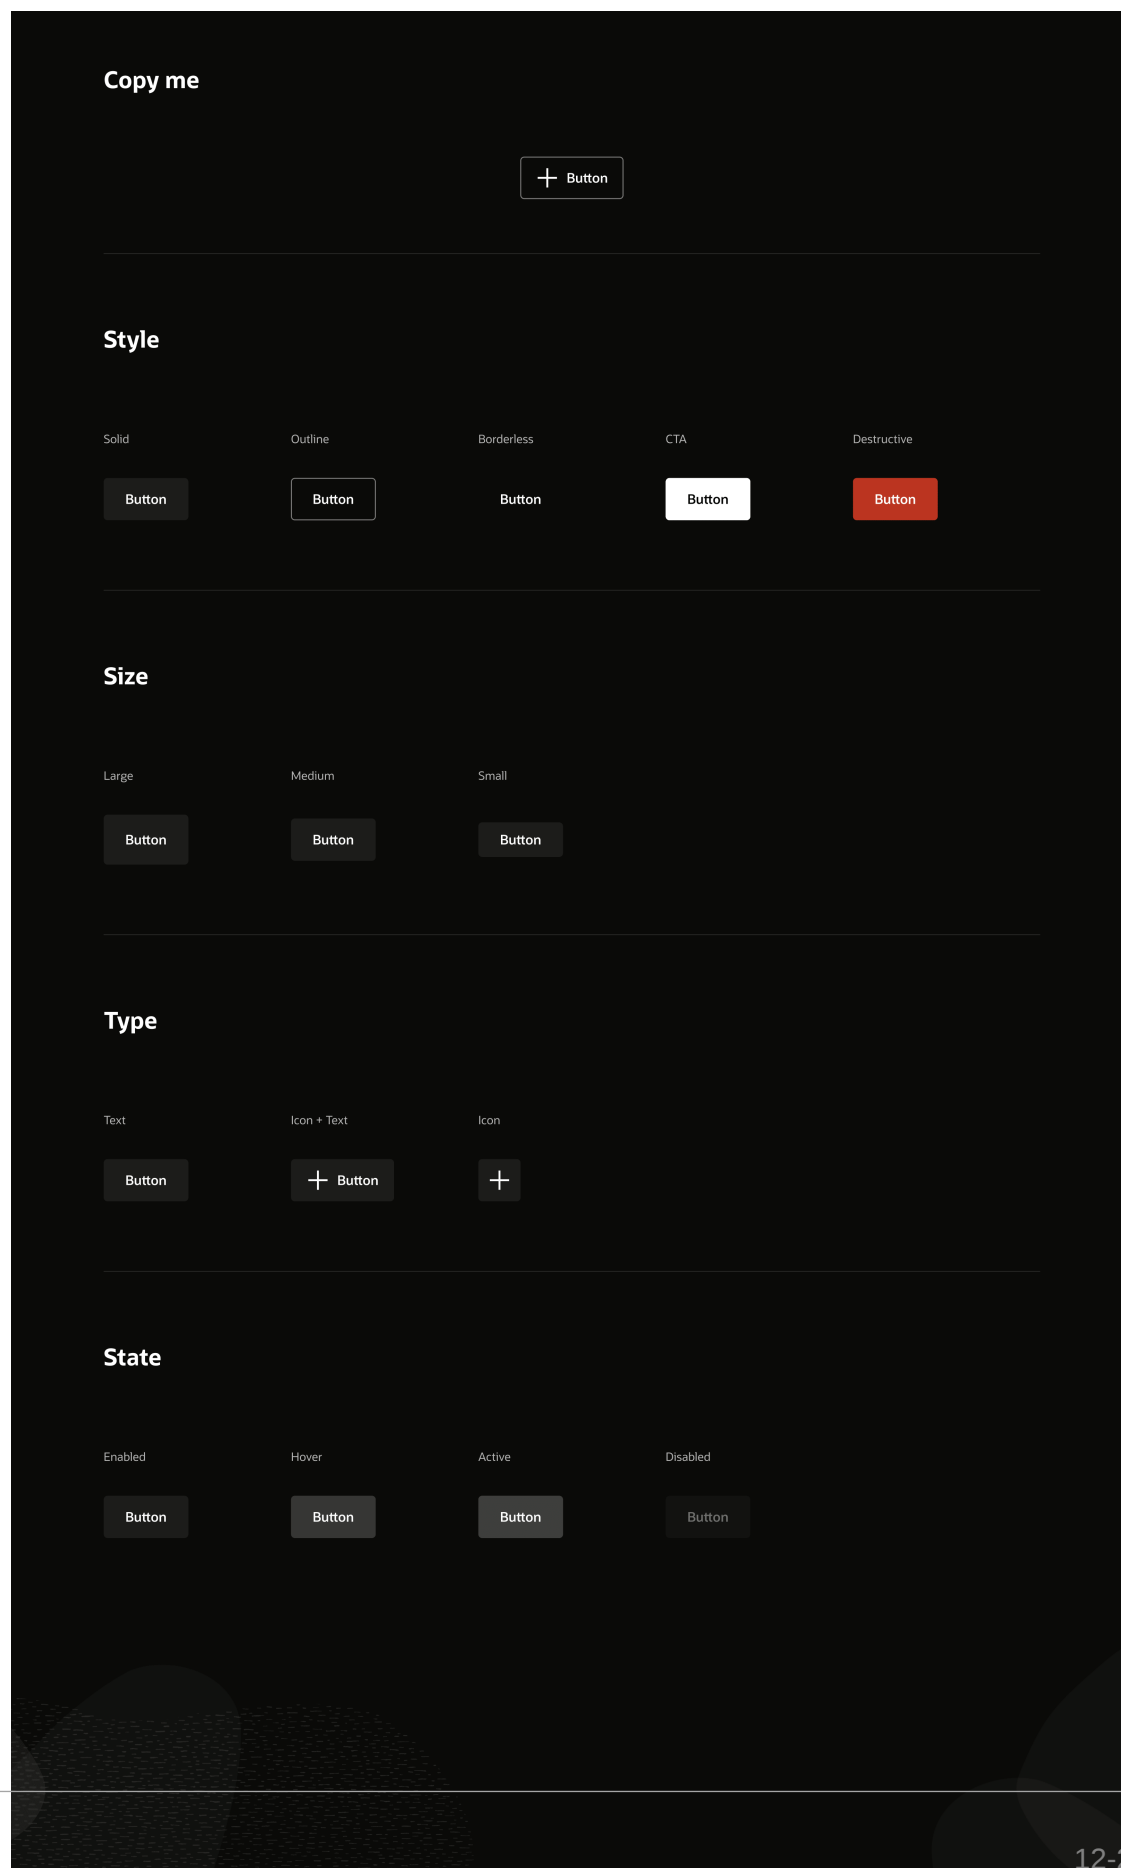 Copy me
Button
Style
Solid Outline Borderless CTA Destructive
Button Button Button Button Button
Size
Large Medium Small
Button Button Button
Type
Text Icon + Text Icon
Button Button
State
Enabled Hover Active Disabled
Button Button Button Button